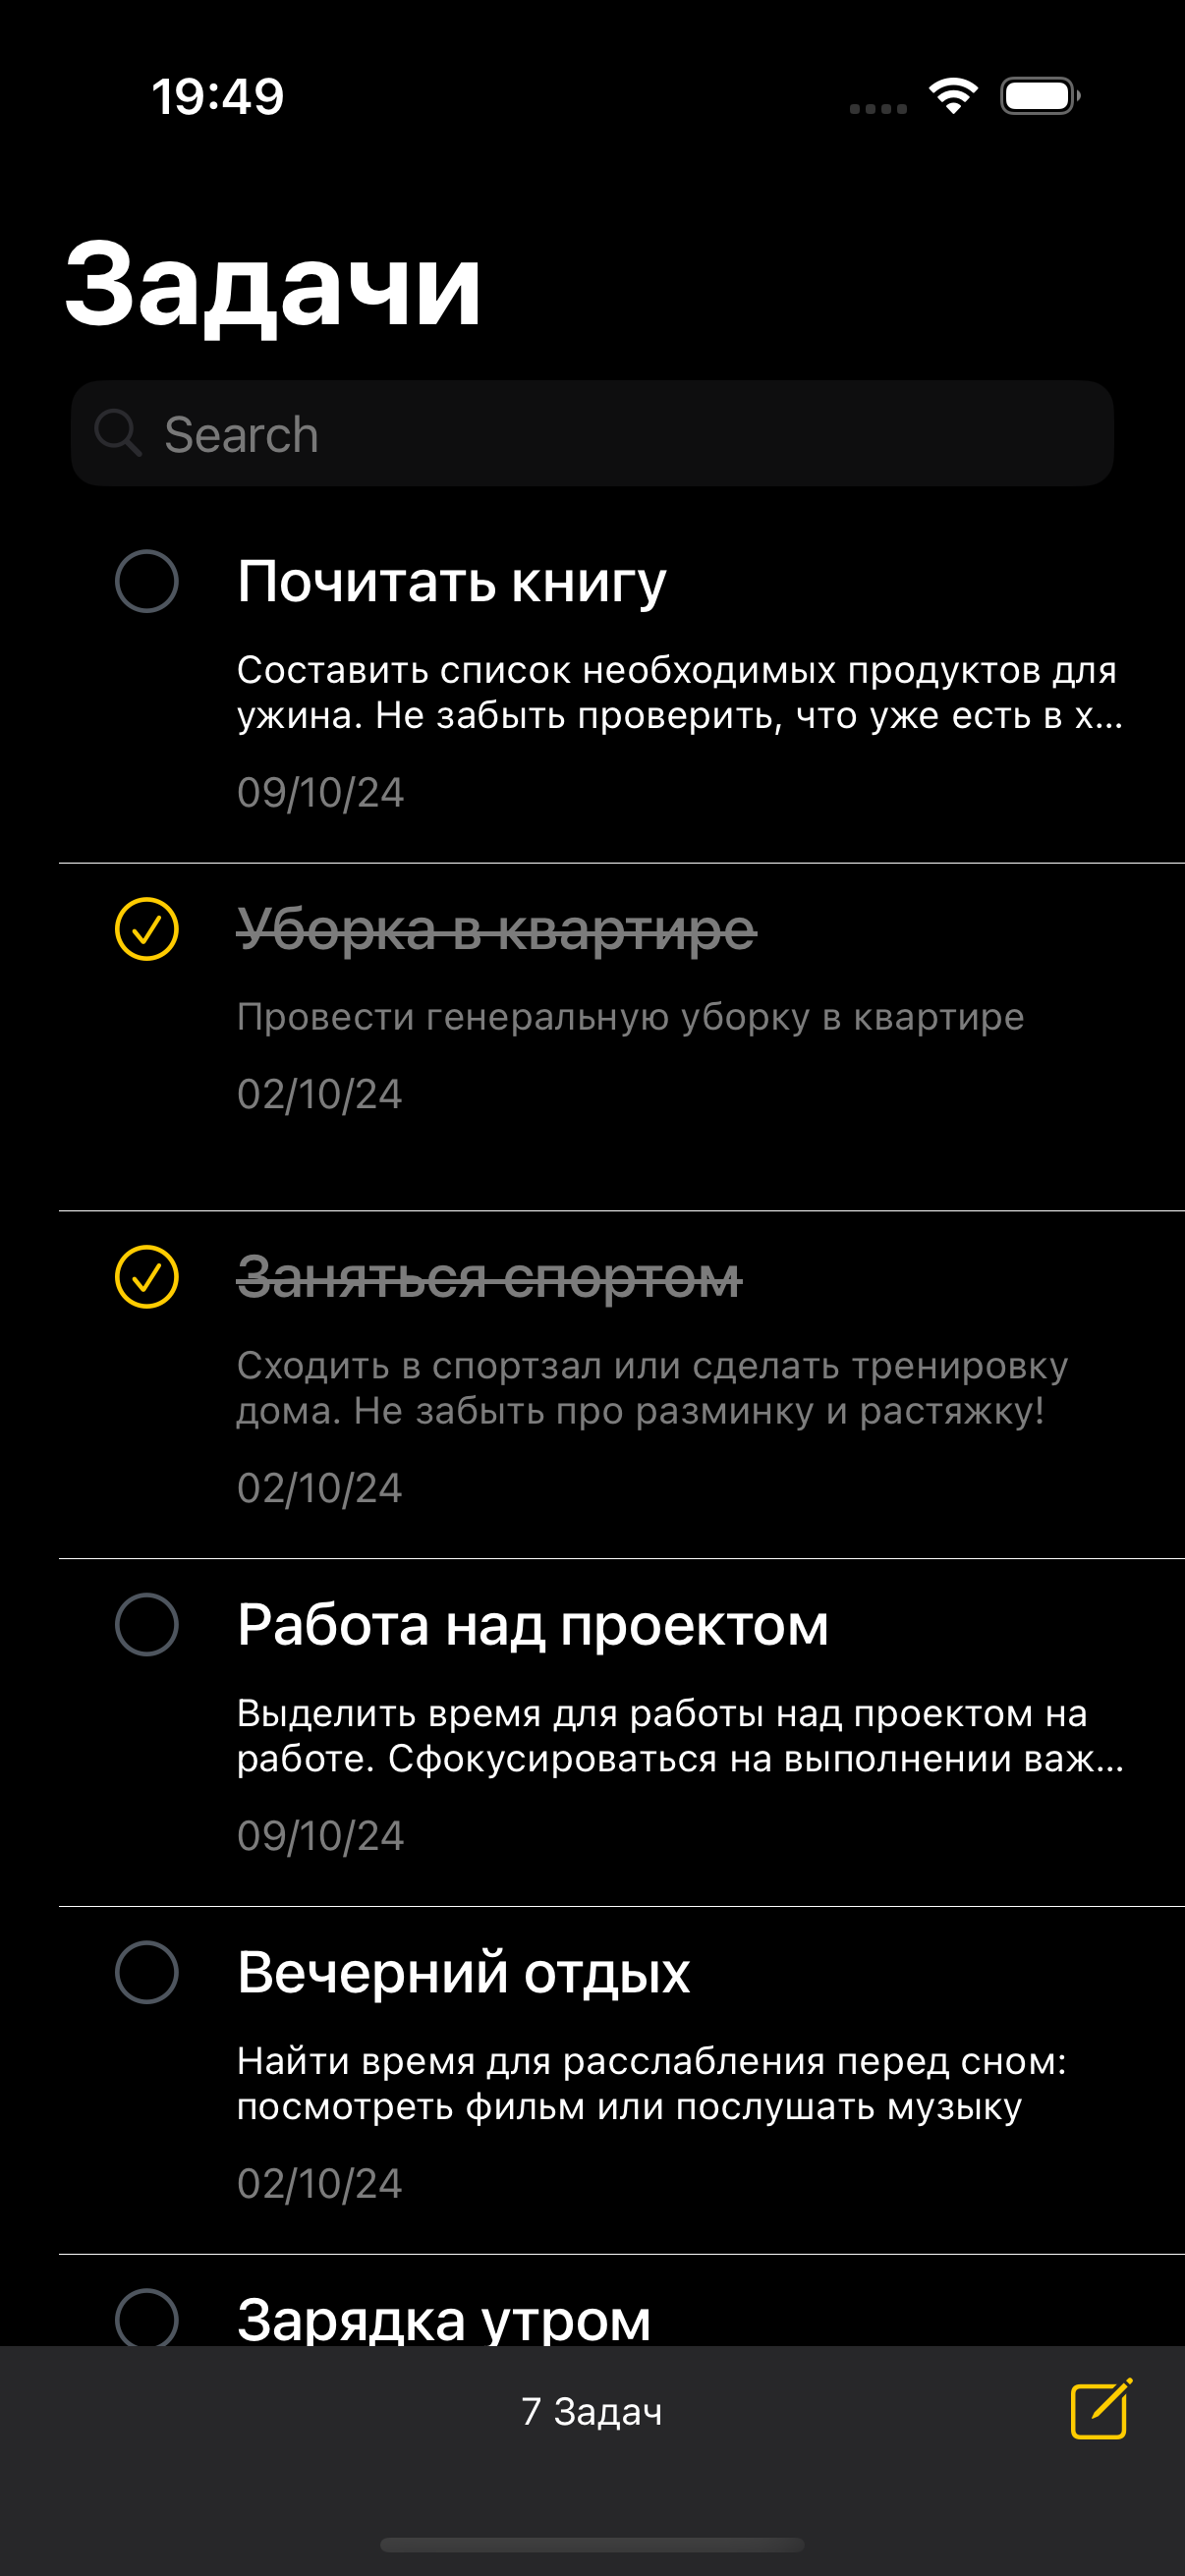 19:49
Задачи
Search
Почитать книгу
Составить список необходимых продуктов для
ужина. Не забыть проверить, что уже есть в х...
09/10/24
Уборка в квартире
Провести генеральную уборку в квартире
02/10/24
Заняться спортом
Сходить в спортзал или сделать тренировку
дома. Не забыть про разминку и растяжку!
02/10/24
Работа над проектом
Выделить время для работы над проектом на
работе. Сфокусироваться на выполнении важ...
09/10/24
Вечерний отдых
Найти время для расслабления перед сном:
посмотреть фильм или послушать музыку
02/10/24
Зарядка утром
7 Задач